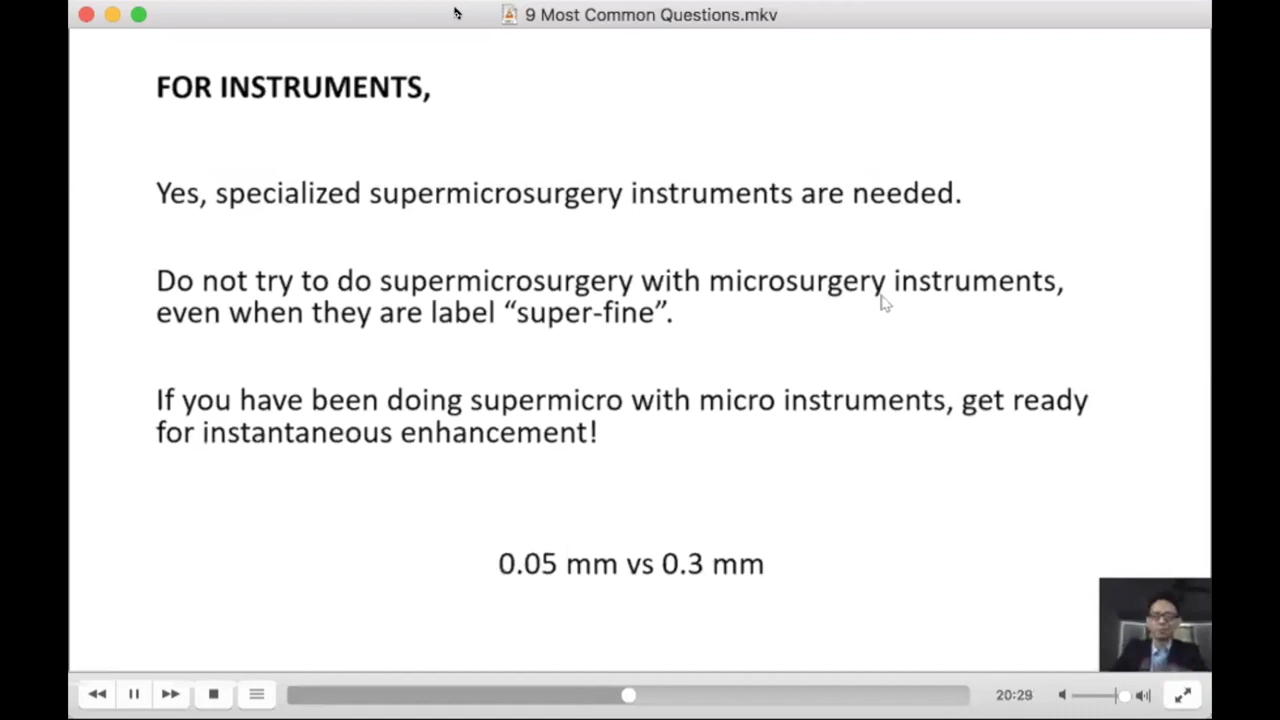 9 Most Common Questions.mkv
FOR INSTRUMENTS,
Yes, specialized supermicrosurgery instruments are needed.
Do not try to do supermicrosurgery with microsurgery instruments,
even when they are label “super-fine”.
If you have been doing supermicro with micro instruments, get ready
for instantaneous enhancement!
0.05 mm vs 0.3 mm
20:29